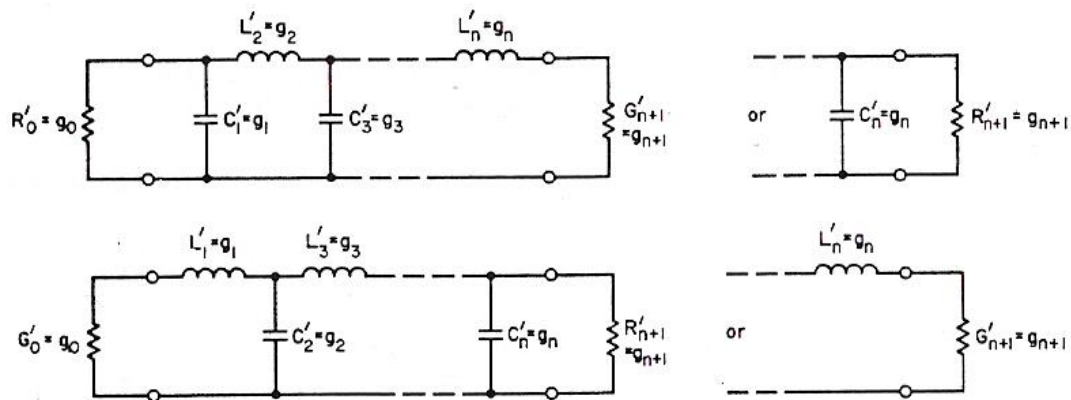 L′₂=g₂
L′ₙ=gₙ
R′₀=g₀
C′₁=g₁
C′₃=g₃
G′ₙ₊₁
=gₙ₊₁
or
C′ₙ=gₙ
R′ₙ₊₁=gₙ₊₁
L′₁=g₁
L′₃=g₃
L′ₙ=gₙ
G′₀=g₀
C′₂=g₂
C′ₙ=gₙ
R′ₙ₊₁
=gₙ₊₁
or
G′ₙ₊₁=gₙ₊₁